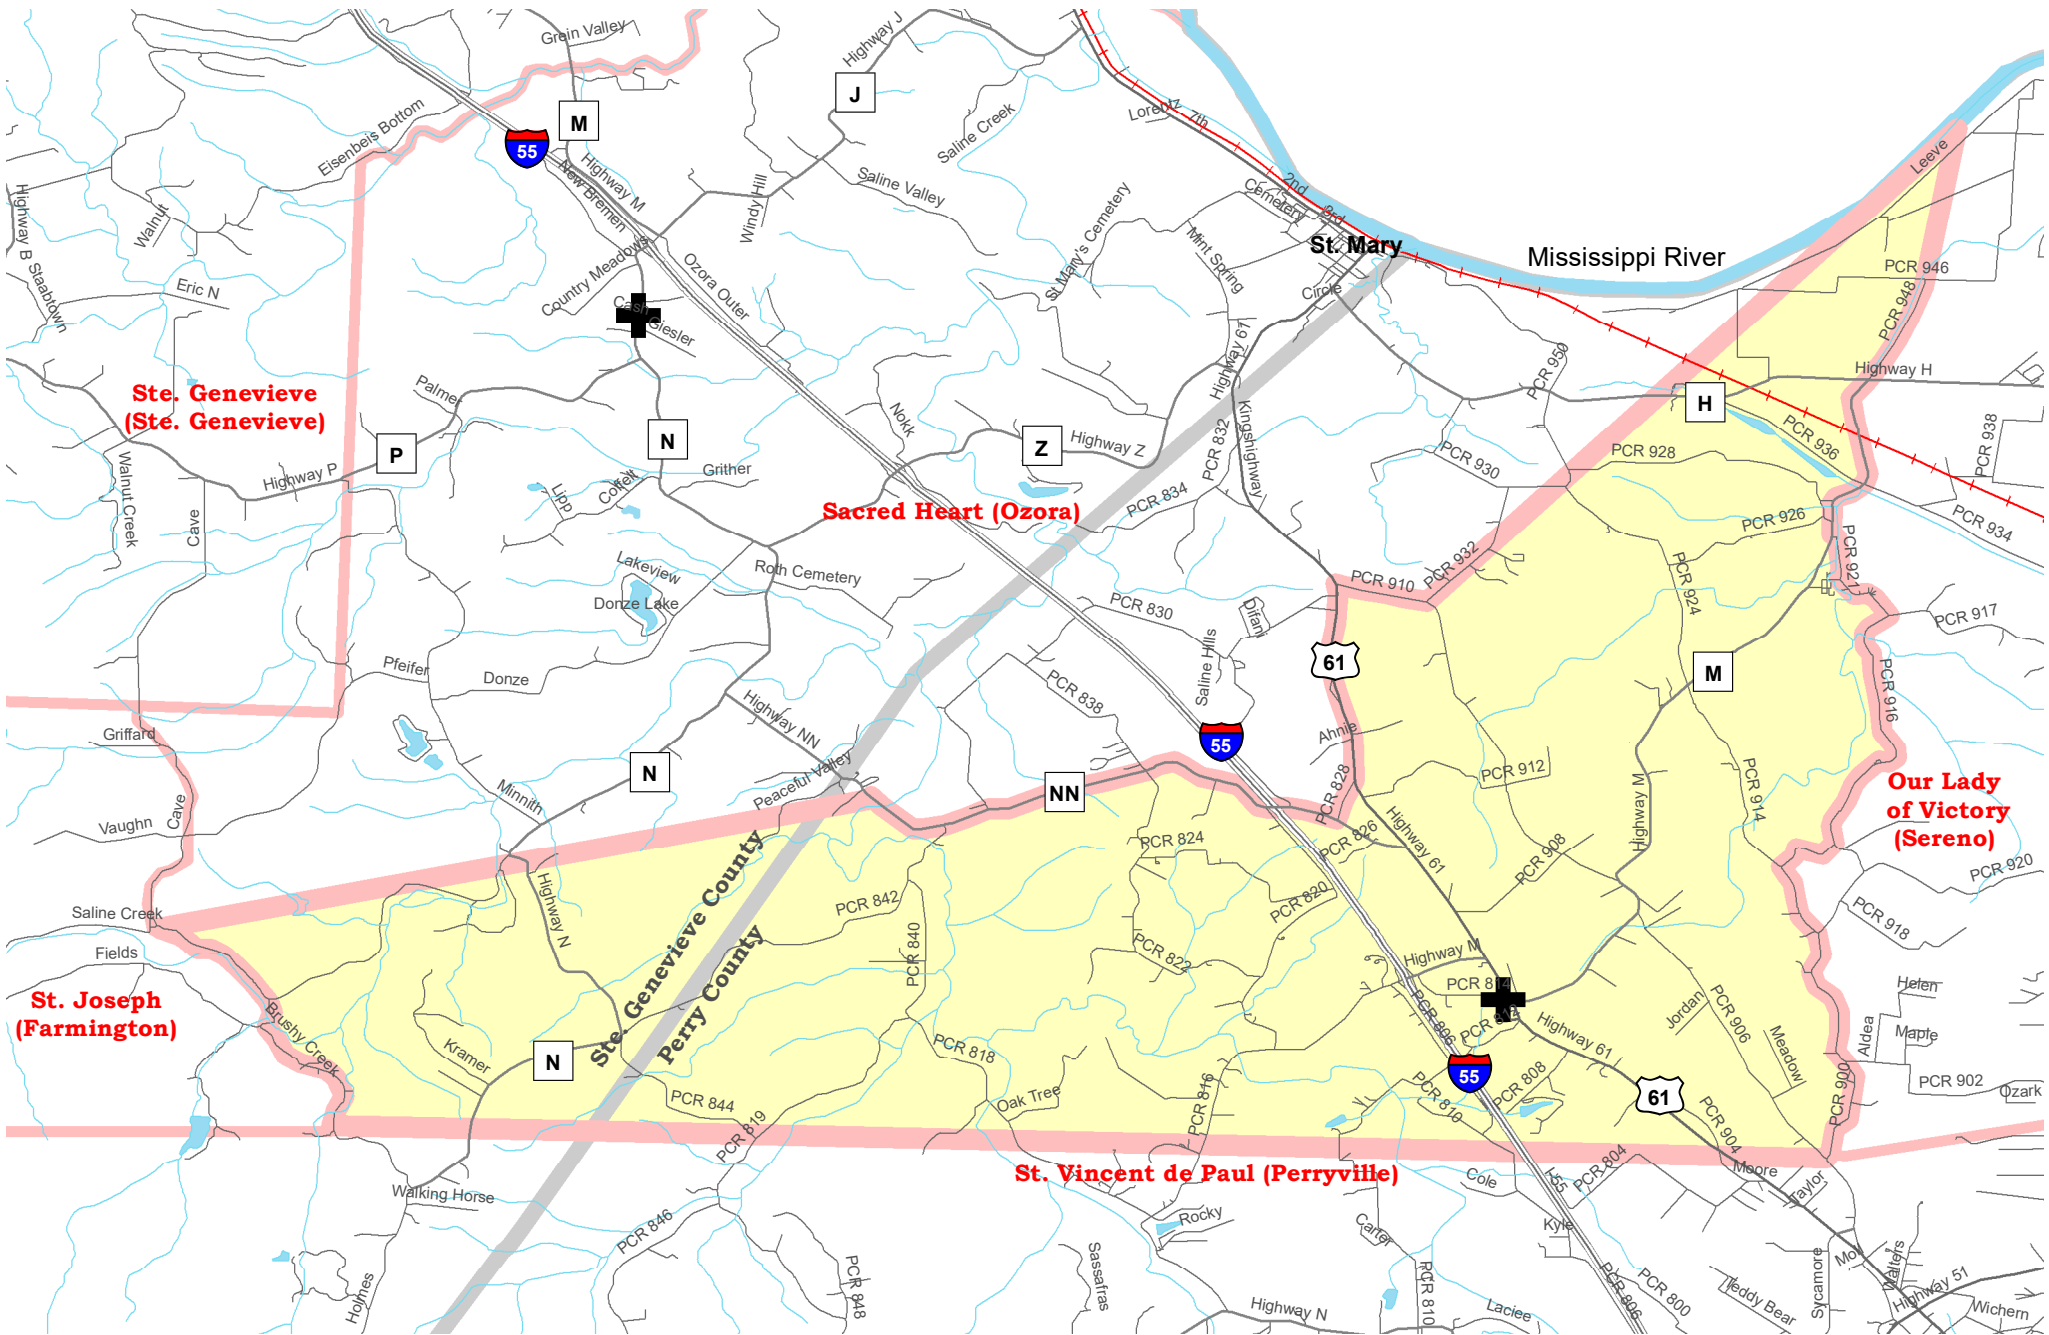 Grein Valley
Highway J
J
Eisenbeis Bottom
M
55
Highway M
New Bremen
Saline Creek
Lorentz
7th
Leeve
Highway B
Walnut
Windy Hill
Saline Valley
2nd
Cemetery
3rd
St. Mary
Mississippi River
PCR 946
Staabtown
Eric N
Country Meadows
Ozora Outer
St Mary's Cemetery
Mint Spring
Circle
PCR 948
Cash
Giesler
Highway 61
PCR 950
Highway H
Ste. Genevieve
(Ste. Genevieve)
Palmer
H
Nokk
Kingshighway
PCR 832
PCR 936
PCR 938
P
N
Z
Highway Z
PCR 930
PCR 928
Walnut Creek
Highway P
Grither
Lipp
Coffelt
PCR 834
Cave
Sacred Heart (Ozora)
PCR 926
PCR 934
Lakeview
Roth Cemetery
PCR 910
PCR 932
PCR 921
Donze Lake
PCR 830
Difani
PCR 924
PCR 917
Saline Hills
61
M
Pfeifer
Donze
PCR 838
PCR 916
Griffard
Highway NN
55
Ahnie
N
Peaceful Valley
PCR 912
Minnith
NN
PCR 828
Highway M
PCR 914
Our Lady
of Victory
(Sereno)
Vaughn
Cave
PCR 824
PCR 826
Highway 61
PCR 908
PCR 920
Saline Creek
Highway N
Ste. Genevieve County
Perry County
PCR 842
PCR 820
PCR 918
Fields
PCR 840
PCR 822
Highway M
St. Joseph
(Farmington)
PCR 814
Helen
Brushy Creek
PCR 806
PCR 812
Highway 61
Jordan
PCR 906
Aldea
Maple
Kramer
N
PCR 818
Meadow
55
PCR 808
PCR 902
Ozark
PCR 844
Oak Tree
PCR 816
PCR 810
61
PCR 900
PCR 819
PCR 904
St. Vincent de Paul (Perryville)
Cole
I-55
PCR 804
Moore
Taylor
Walking Horse
PCR 846
Rocky
Carter
Kyle
PCR 848
Sassafras
Holmes
PCR 810
PCR 806
PCR 800
Teddy Bear
Sycamore
Walters
Highway 51
Highway N
Laciee
Wichern